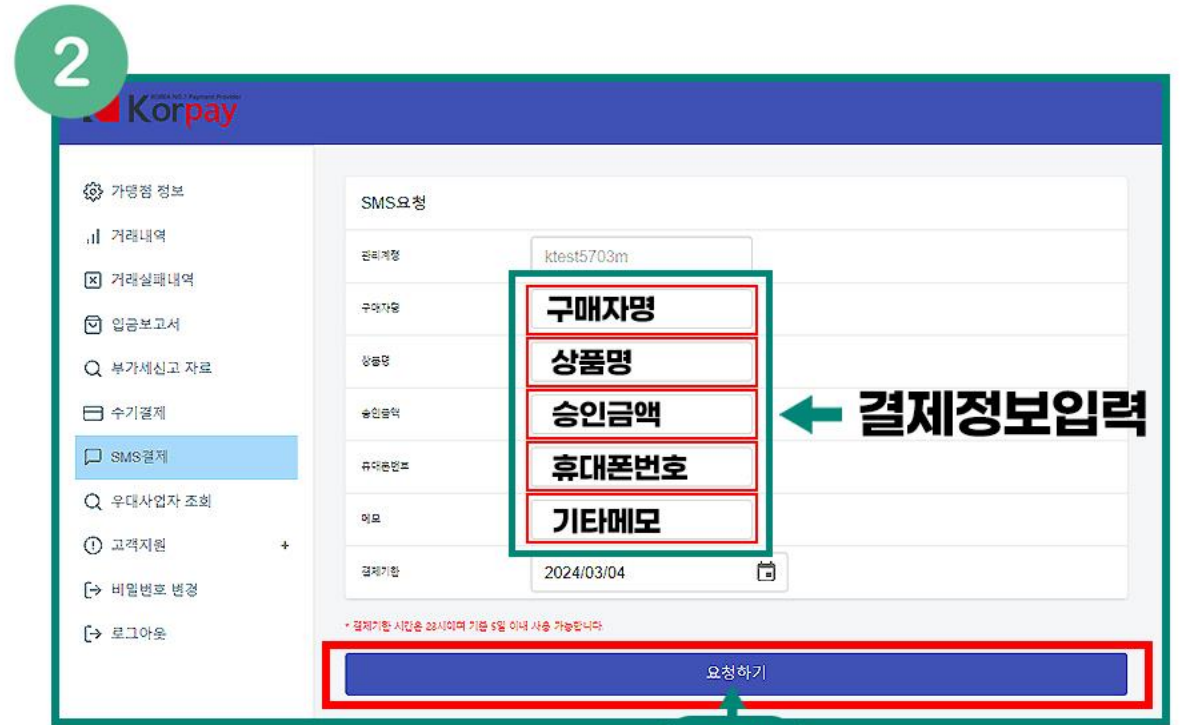 2
KOREA NO.1 Payment Provider
Korpay
가맹점 정보
거래내역
거래실패내역
입금보고서
부가세신고 자료
수기결제
SMS결제
우대사업자 조회
고객지원 +
비밀번호 변경
로그아웃
SMS요청
관리계정 ktest5703m
구매자명 구매자명
상품명 상품명
승인금액 승인금액
휴대폰번호 휴대폰번호
메모 기타메모
결제정보입력
결제기한 2024/03/04
* 결제기한 시간은 23시이며 기본 5일 이내 사용 가능합니다.
요청하기